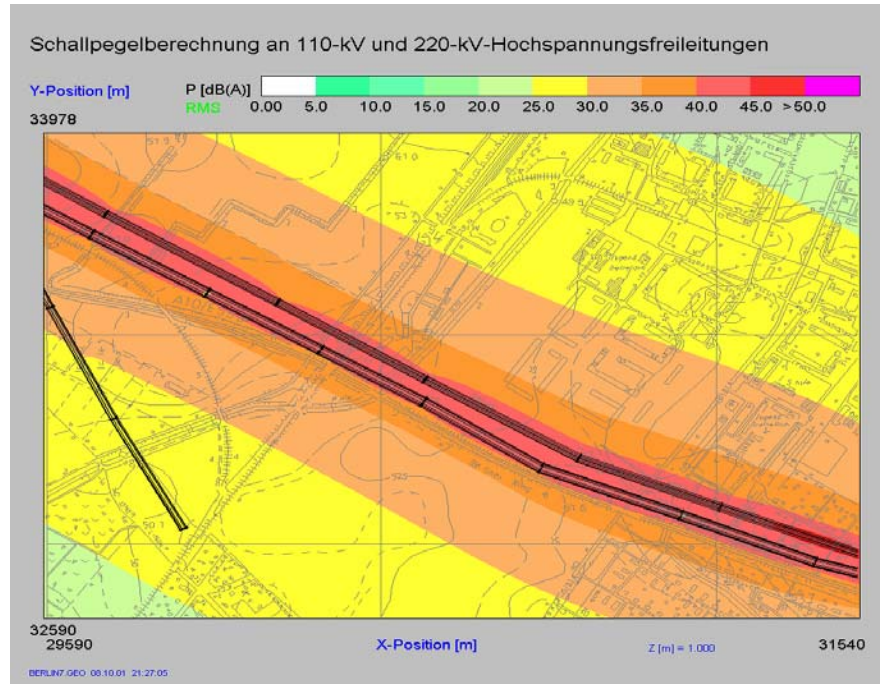 Schallpegelberechnung an 110-kV und 220-kV-Hochspannungsfreileitungen
Y-Position [m] P [dB(A)]
RMS 0.00 5.0 10.0 15.0 20.0 25.0 30.0 35.0 40.0 45.0 >50.0
33978
A10
32590
29590 X-Position [m] Z [m] = 1.000 31540
BERLIN7.GEO 08.10.01 21:27:05